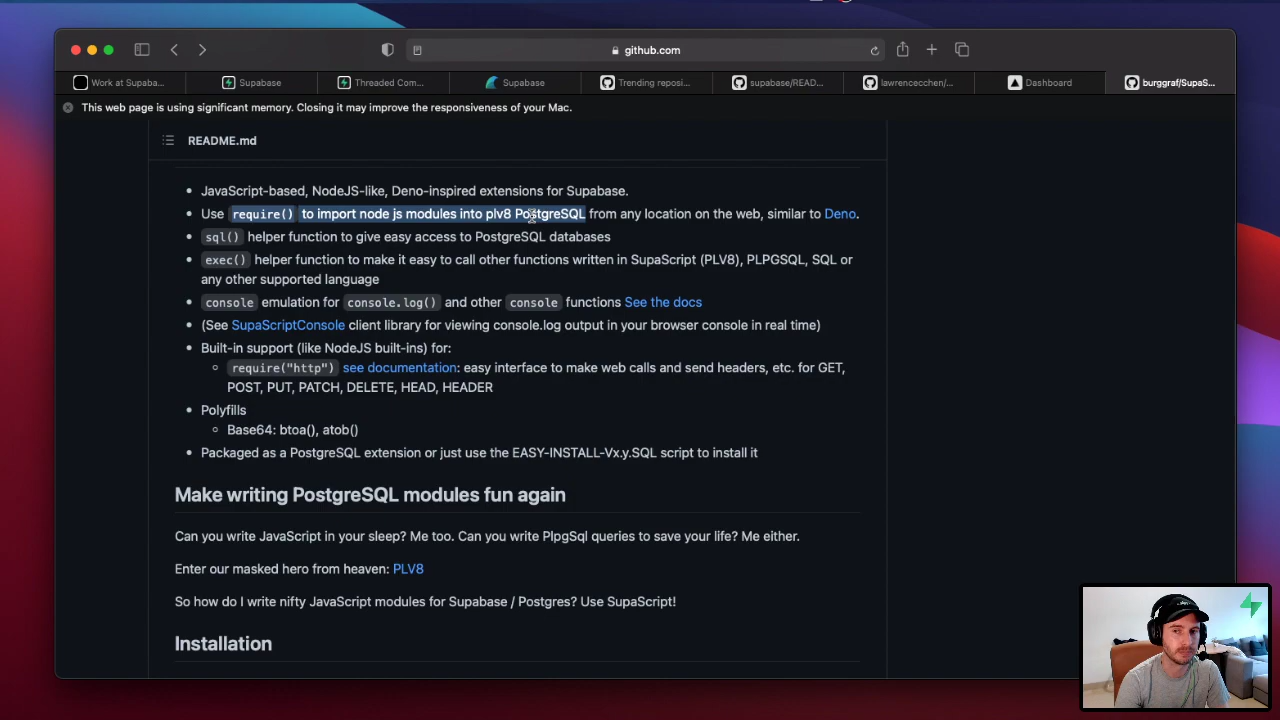 github.com
Work at Supaba...
Supabase
Threaded Com...
Supabase
Trending reposi...
supabase/READ...
lawrencecchen/...
Dashboard
burggraf/SupaS...
This web page is using significant memory. Closing it may improve the responsiveness of your Mac.
README.md
JavaScript-based, NodeJS-like, Deno-inspired extensions for Supabase.
Use require() to import node js modules into plv8 PostgreSQL from any location on the web, similar to Deno.
sql() helper function to give easy access to PostgreSQL databases
exec() helper function to make it easy to call other functions written in SupaScript (PLV8), PLPGSQL, SQL or
any other supported language
console emulation for console.log() and other console functions See the docs
(See SupaScriptConsole client library for viewing console.log output in your browser console in real time)
Built-in support (like NodeJS built-ins) for:
require("http") see documentation: easy interface to make web calls and send headers, etc. for GET,
POST, PUT, PATCH, DELETE, HEAD, HEADER
Polyfills
Base64: btoa(), atob()
Packaged as a PostgreSQL extension or just use the EASY-INSTALL-Vx.y.SQL script to install it
Make writing PostgreSQL modules fun again
Can you write JavaScript in your sleep? Me too. Can you write PlpgSql queries to save your life? Me either.
Enter our masked hero from heaven: PLV8
So how do I write nifty JavaScript modules for Supabase / Postgres? Use SupaScript!
Installation